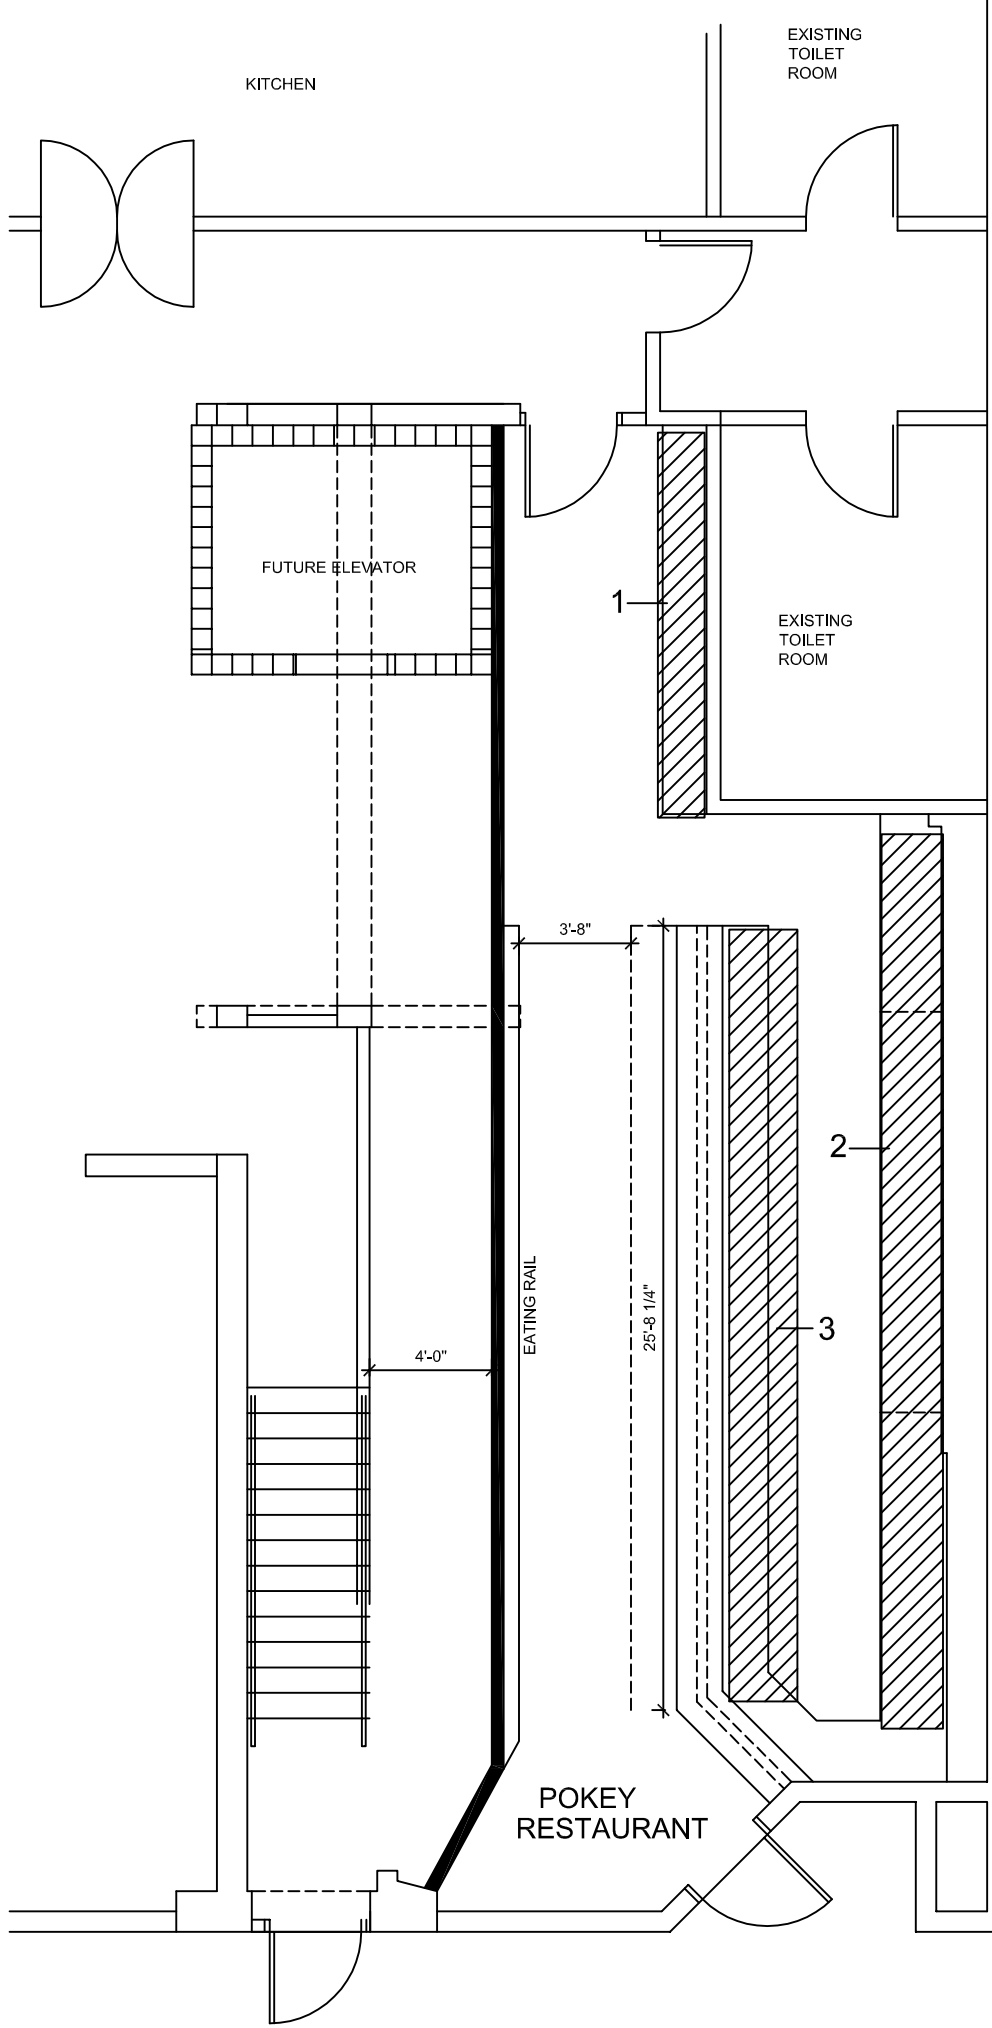 EXISTING
TOILET
ROOM
KITCHEN
FUTURE ELEVATOR
1
EXISTING
TOILET
ROOM
3'-8"
2
EATING RAIL
25'-8 1/4"
3
4'-0"
POKEY
RESTAURANT